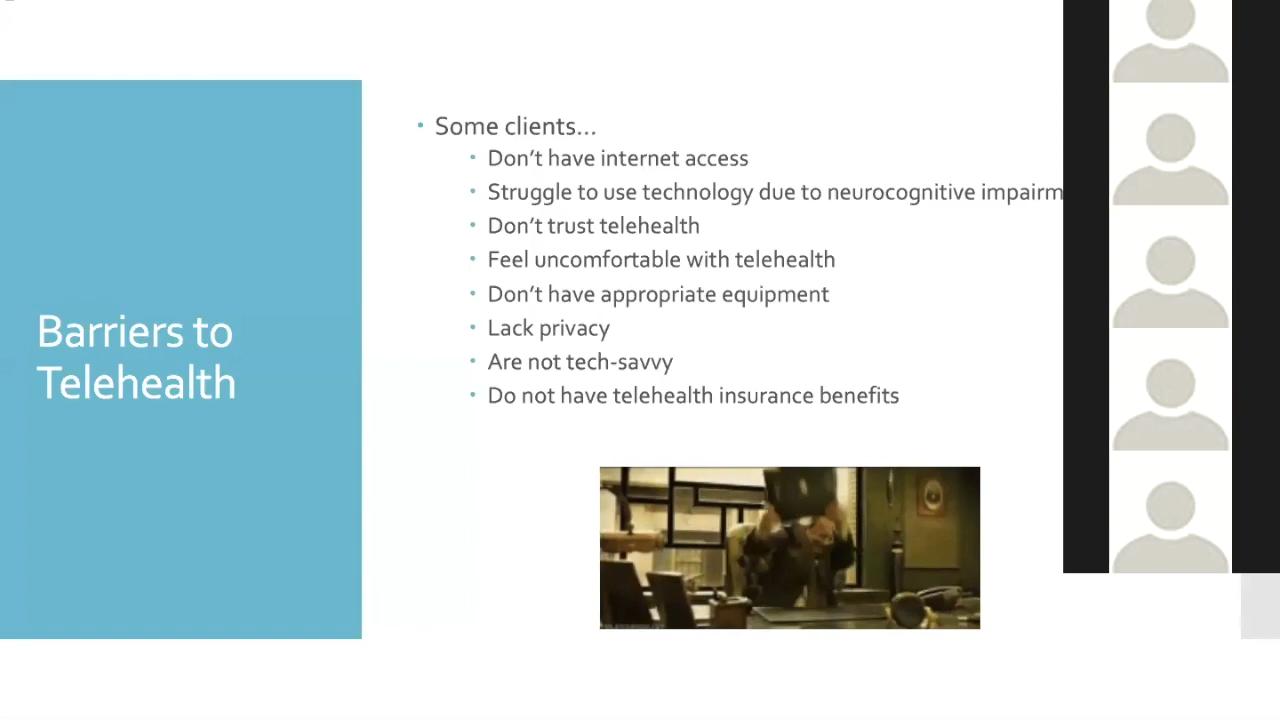 Barriers to
Telehealth
Some clients...
Don't have internet access
Struggle to use technology due to neurocognitive impairm
Don't trust telehealth
Feel uncomfortable with telehealth
Don't have appropriate equipment
Lack privacy
Are not tech-savvy
Do not have telehealth insurance benefits